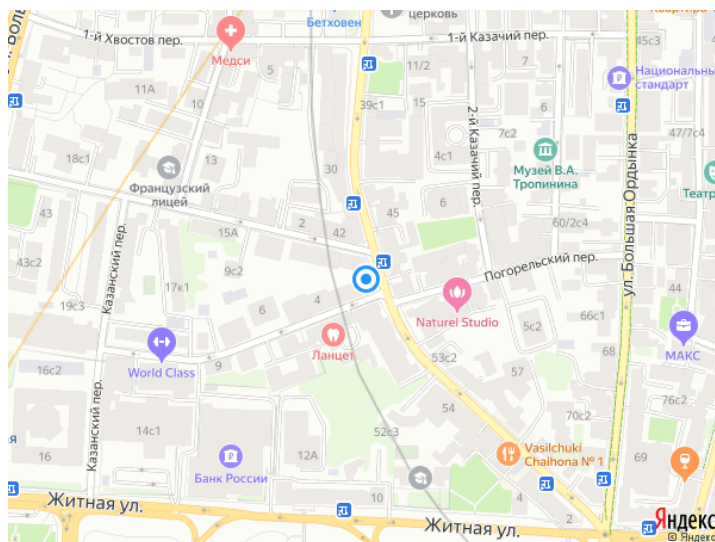 Бетховен
церковь
1-й Хвостов пер.
1-й Казачий пер.
45с3
Медси
5
11/2
Национальный
стандарт
11А
39с1
15
6
10
2-й Казачий пер.
7с2
47/7с4
18с1
13
30
4с1
Музей В.А.
Тропинина
Французский
лицей
6
ул. Большая Ордынка
Театр
43
45
60/2с4
15А
2
42
Казанский пер.
43с2
9с2
Погорельский пер.
17к1
44
19с3
6
4
Naturel Studio
66с1
5с2
МАКС
Ланцет
68
World Class
9
53с2
16с2
57
Казанский пер.
76с2
54
70с2
14с1
52с3
Vasilchuki
Chaihona № 1
16
12А
69
Банк России
10
4
2
Житная ул.
Житная ул.
Яндекс
© Яндекс